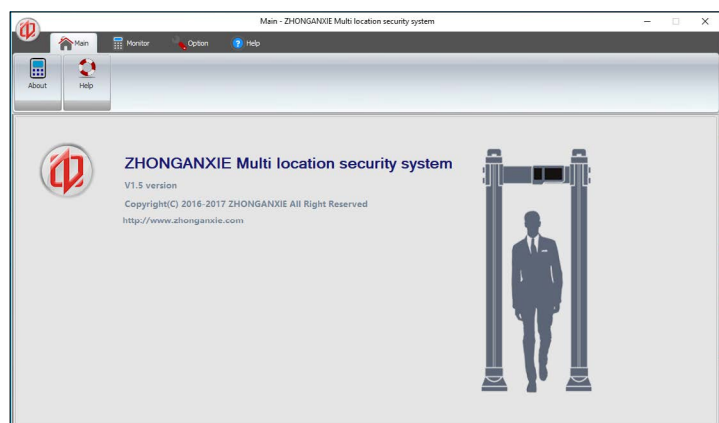 Main - ZHONGANXIE Multi location security system
Main Monitor Option ? Help
About Help
ZHONGANXIE Multi location security system
V1.5 version
Copyright(C) 2016-2017 ZHONGANXIE All Right Reserved
http://www.zhonganxie.com